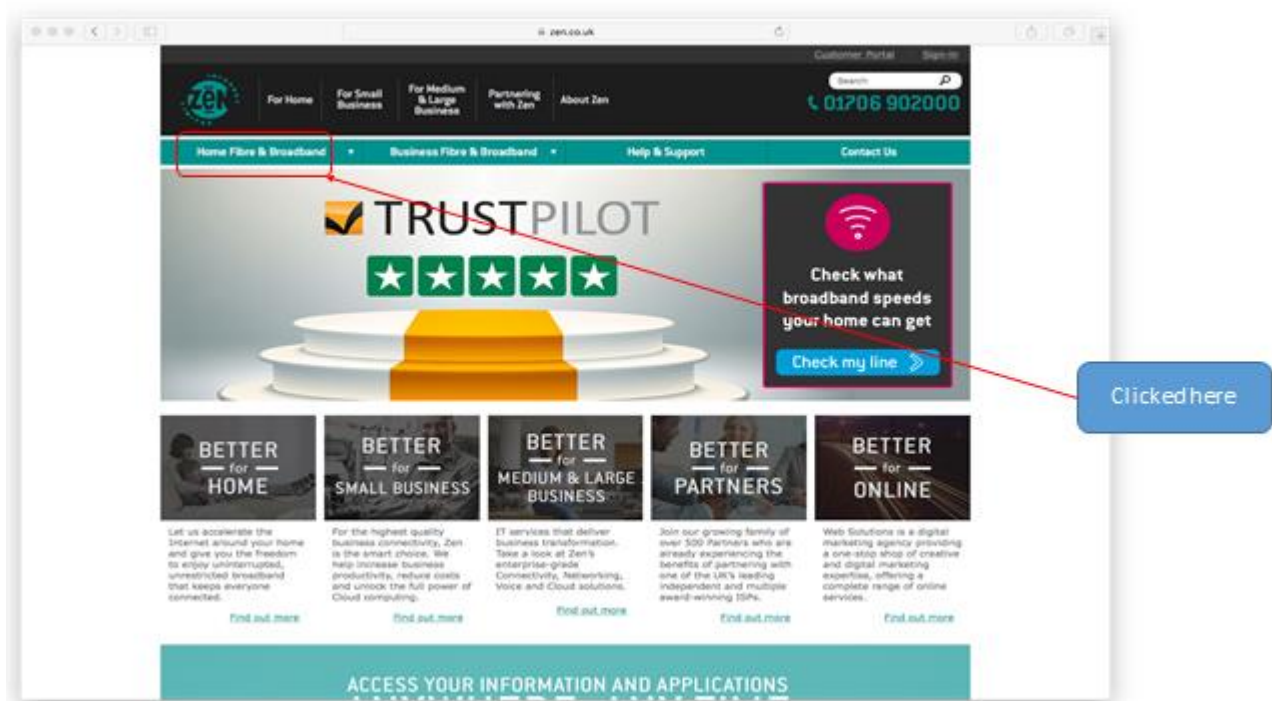 zen.co.uk
Customer Portal Sign-in
zen
For Home
For Small
Business
For Medium
& Large
Business
Partnering
with Zen
About Zen
Search
01706 902000
Home Fibre & Broadband
Business Fibre & Broadband
Help & Support
Contact Us
TRUSTPILOT
Check what
broadband speeds
your home can get
Check my line
Clickedhere
BETTER
for
HOME
BETTER
for
SMALL BUSINESS
BETTER
for
MEDIUM & LARGE
BUSINESS
BETTER
for
PARTNERS
BETTER
for
ONLINE
Let us accelerate the
Internet around your home
and give you the freedom
to enjoy uninterrupted,
unrestricted broadband
that keeps everyone
connected.
Find out more
For the highest quality
business connectivity, Zen
is the smart choice. We
help increase business
productivity, reduce costs
and unlock the full power of
Cloud computing.
Find out more
IT services that deliver
business transformation.
Take a look at Zen's
enterprise-grade
Connectivity, Networking,
Voice and Cloud solutions.
Find out more
Join our growing family of
over 500 Partners who are
already experiencing the
benefits of partnering with
one of the UK's leading
independent and multiple
award-winning ISPs.
Find out more
Web Solutions is a digital
marketing agency providing
a one-stop shop of creative
and digital marketing
expertise, offering a
complete range of online
services.
Find out more
ACCESS YOUR INFORMATION AND APPLICATIONS
ANYWHERE, ANY TIME